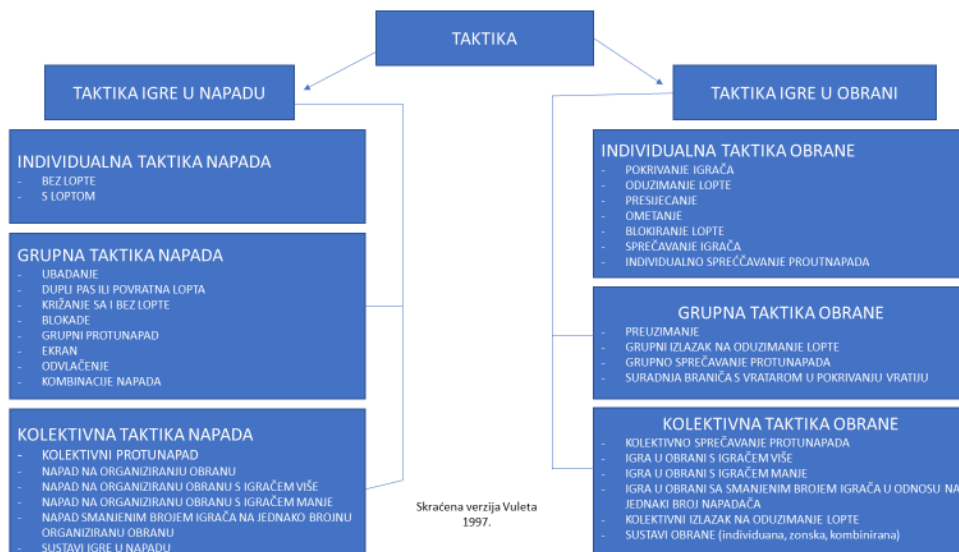 TAKTIKA
TAKTIKA IGRE U NAPADU
INDIVIDUALNA TAKTIKA NAPADA
- BEZ LOPTE
- S LOPTOM
GRUPNA TAKTIKA NAPADA
- UBADANJE
- DUPLI PAS ILI POVRATNA LOPTA
- KRIŽANJE SA I BEZ LOPTE
- BLOKADE
- GRUPNI PROTUNAPAD
- EKRAN
- ODVLAČENJE
- KOMBINACIJE NAPADA
KOLEKTIVNA TAKTIKA NAPADA
- KOLEKTIVNI PROTUNAPAD
- NAPAD NA ORGANIZIRANJU OBRANU
- NAPAD NA ORGANIZIRANU OBRANU S IGRAČEM VIŠE
- NAPAD NA ORGANIZIRANU OBRANU S IGRAČEM MANJE
- NAPAD SMANJENIM BROJEM IGRAČA NA JEDNAKO BROJNU
ORGANIZIRANU OBRANU
- SUSTAVI IGRE U NAPADU
TAKTIKA IGRE U OBRANI
INDIVIDUALNA TAKTIKA OBRANE
- POKRIVANJE IGRAČA
- ODUZIMANJE LOPTE
- PRESIJECANJE
- OMETANJE
- BLOKIRANJE LOPTE
- SPREČAVANJE IGRAČA
- INDIVIDUALNO SPREĆČAVANJE PROUTNAPADA
GRUPNA TAKTIKA OBRANE
- PREUZIMANJE
- GRUPNI IZLAZAK NA ODUZIMANJE LOPTE
- GRUPNO SPREČAVANJE PROTUNAPADA
- SURADNJA BRANIČA S VRATAROM U POKRIVANJU VRATIJU
KOLEKTIVNA TAKTIKA OBRANE
- KOLEKTIVNO SPREČAVANJE PROTUNAPADA
- IGRA U OBRANI S IGRAČEM VIŠE
- IGRA U OBRANI S IGRAČEM MANJE
- IGRA U OBRANI SA SMANJENIM BROJEM IGRAČA U ODNOSU NA
JEDNAKI BROJ NAPADAČA
- KOLEKTIVNI IZLAZAK NA ODUZIMANJE LOPTE
- SUSTAVI OBRANE (individuana, zonska, kombinirana)
Skraćena verzija Vuleta
1997.